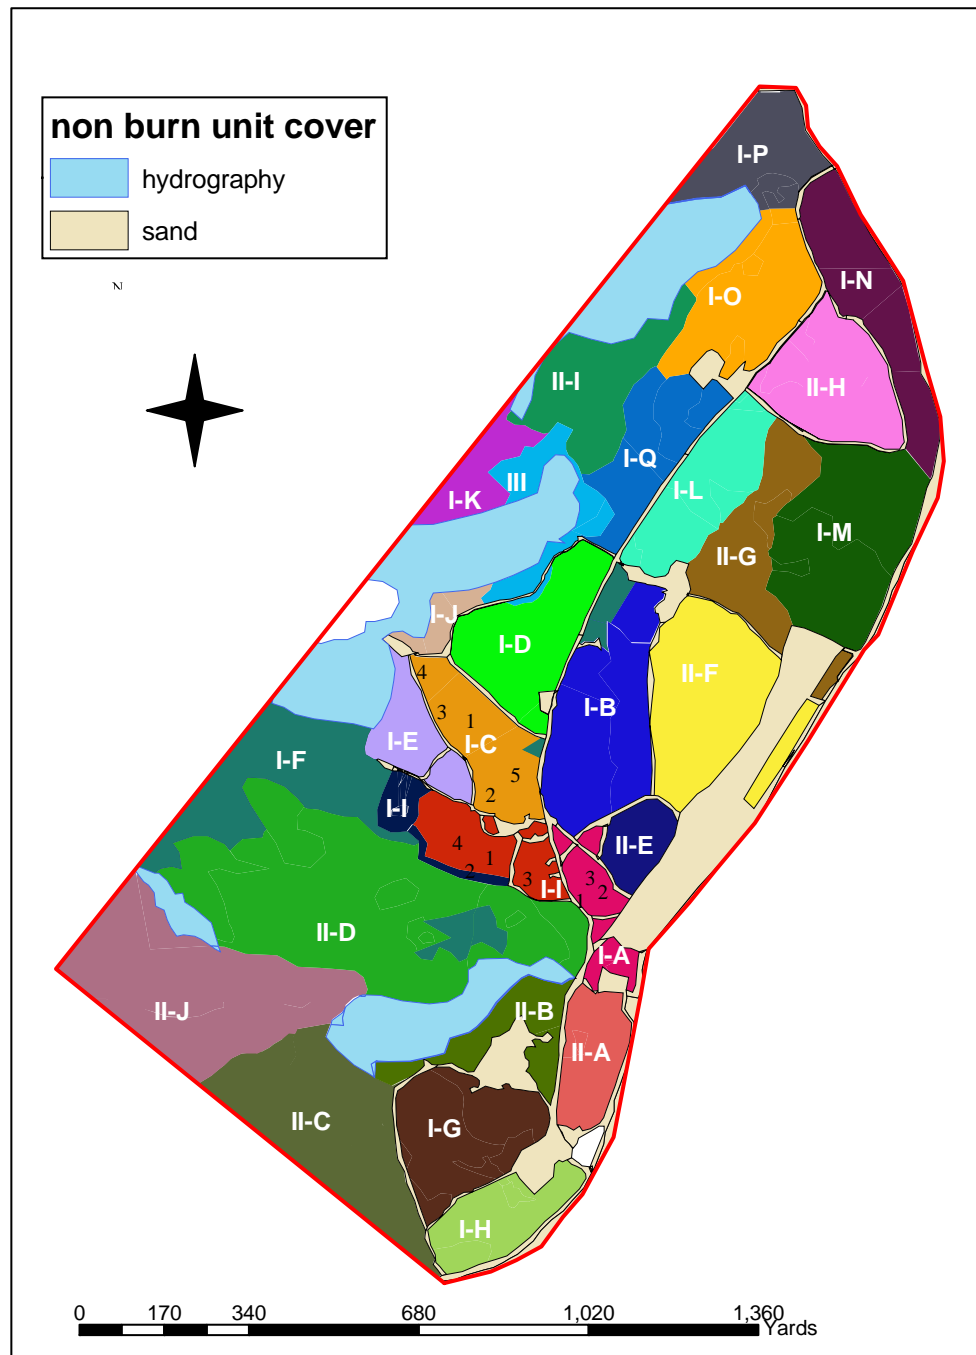 non burn unit cover
hydrography
sand
N
I-P
I-N
I-O
II-H
II-I
I-Q
III
I-K
I-L
I-M
II-G
I-J
I-D
II-F
4
3
1
I-B
I-E
I-C
I-F
5
2
I-I
4
1
2
II-E
3
I-I
3
2
1
II-D
I-A
II-J
II-B
II-A
II-C
I-G
I-H
0 170 340 680 1,020 1,360
Yards